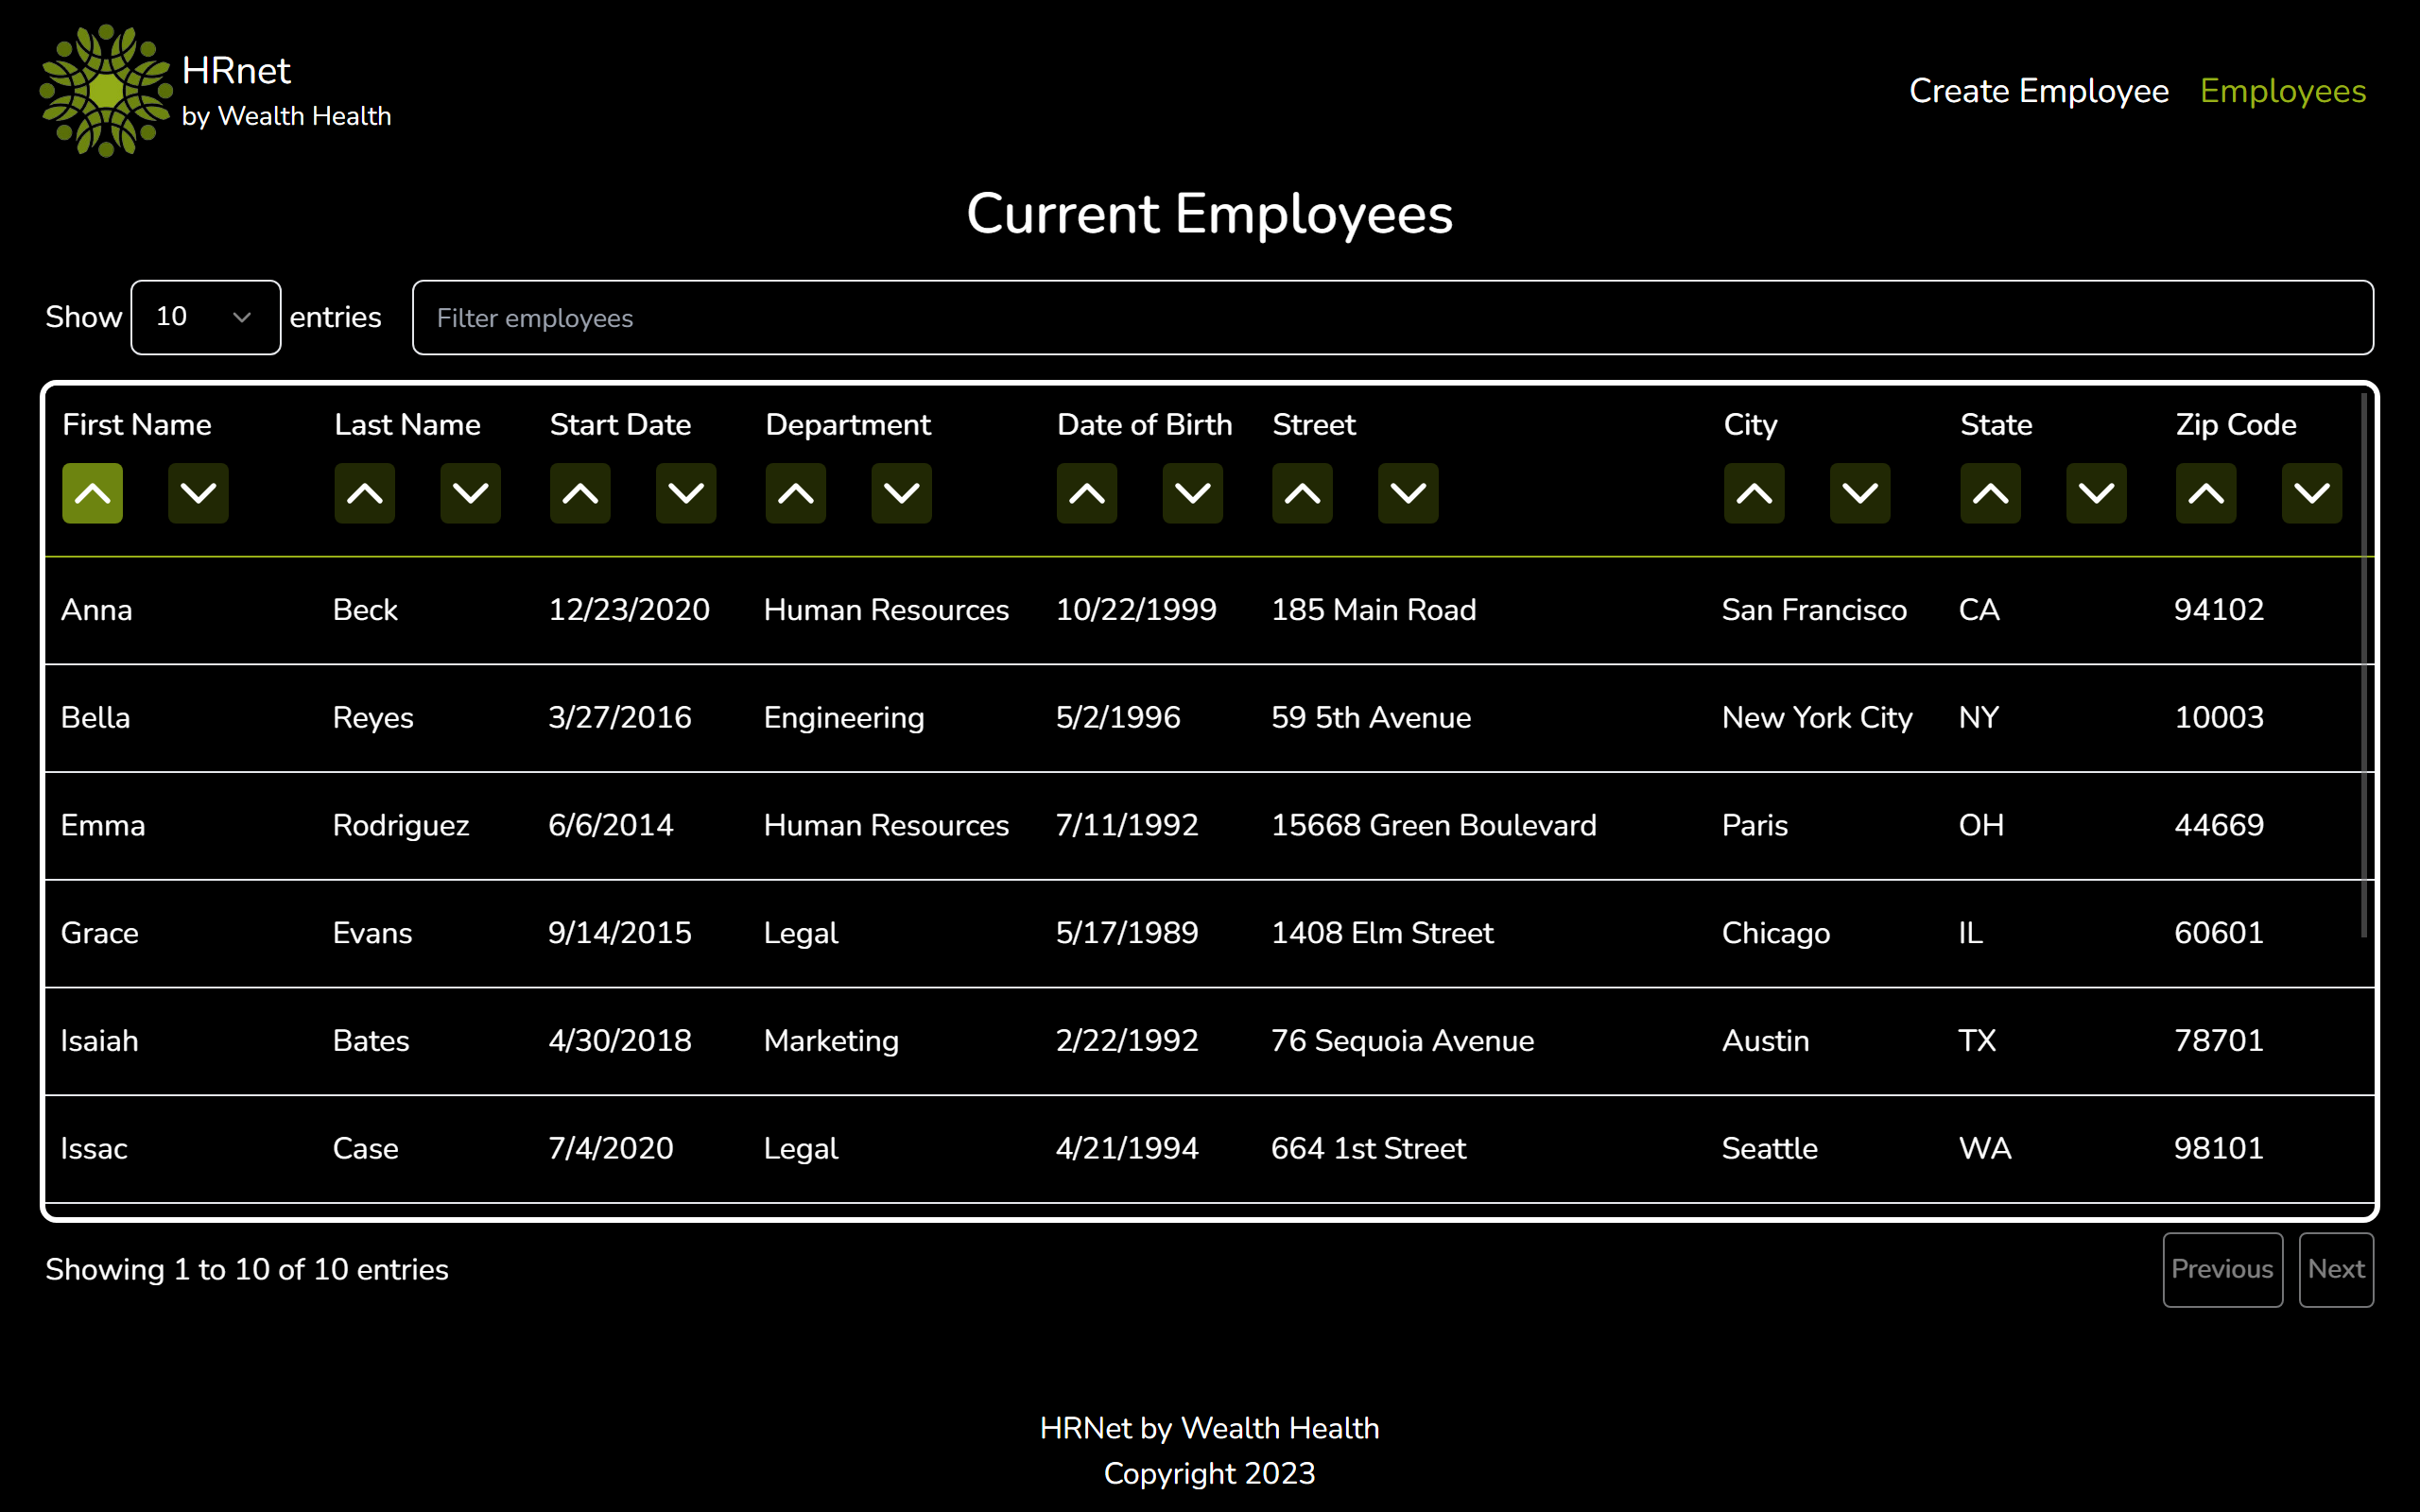 HRnet
by Wealth Health
Create Employee Employees
Current Employees
Show 10 entries Filter employees
First Name Last Name Start Date Department Date of Birth Street City State Zip Code
Anna Beck 12/23/2020 Human Resources 10/22/1999 185 Main Road San Francisco CA 94102
Bella Reyes 3/27/2016 Engineering 5/2/1996 59 5th Avenue New York City NY 10003
Emma Rodriguez 6/6/2014 Human Resources 7/11/1992 15668 Green Boulevard Paris OH 44669
Grace Evans 9/14/2015 Legal 5/17/1989 1408 Elm Street Chicago IL 60601
Isaiah Bates 4/30/2018 Marketing 2/22/1992 76 Sequoia Avenue Austin TX 78701
Issac Case 7/4/2020 Legal 4/21/1994 664 1st Street Seattle WA 98101
Showing 1 to 10 of 10 entries Previous Next
HRNet by Wealth Health
Copyright 2023